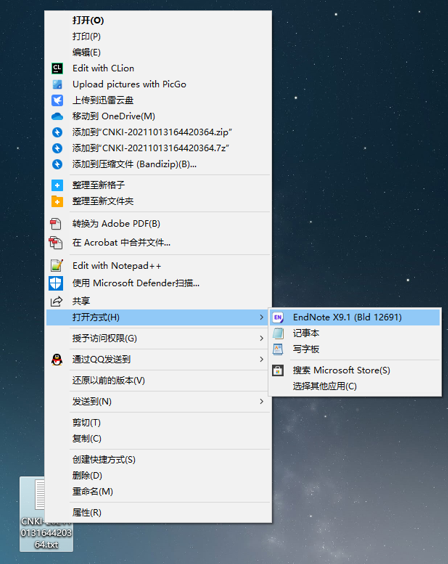 打开(O)
打印(P)
编辑(E)
Edit with CLion
Upload pictures with PicGo
上传到迅雷云盘
移动到 OneDrive(M)
添加到"CNKI-20211013164420364.zip"
添加到"CNKI-20211013164420364.7z"
添加到压缩文件 (Bandizip)(B)...
整理至新格子
整理至新文件夹
转换为 Adobe PDF(B)
在 Acrobat 中合并文件...
Edit with Notepad++
使用 Microsoft Defender扫描...
共享
打开方式(H)
EndNote X9.1 (Bld 12691)
记事本
写字板
搜索 Microsoft Store(S)
选择其他应用(C)
授予访问权限(G)
通过QQ发送到
还原以前的版本(V)
发送到(N)
剪切(T)
复制(C)
创建快捷方式(S)
删除(D)
重命名(M)
属性(R)
0131644203
64.txt